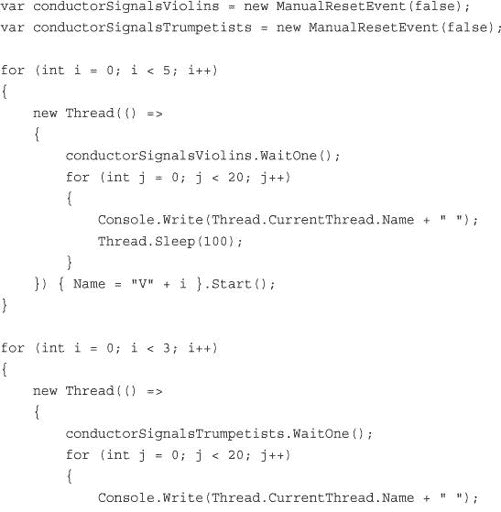 var conductorSignalsViolins = new ManualResetEvent(false);
var conductorSignalsTrumpetists = new ManualResetEvent(false);

for (int i = 0; i < 5; i++)
{
    new Thread(() =>
    {
        conductorSignalsViolins.WaitOne();
        for (int j = 0; j < 20; j++)
        {
            Console.Write(Thread.CurrentThread.Name + " ");
            Thread.Sleep(100);
        }
    }) { Name = "V" + i }.Start();
}

for (int i = 0; i < 3; i++)
{
    new Thread(() =>
    {
        conductorSignalsTrumpetists.WaitOne();
        for (int j = 0; j < 20; j++)
        {
            Console.Write(Thread.CurrentThread.Name + " ");